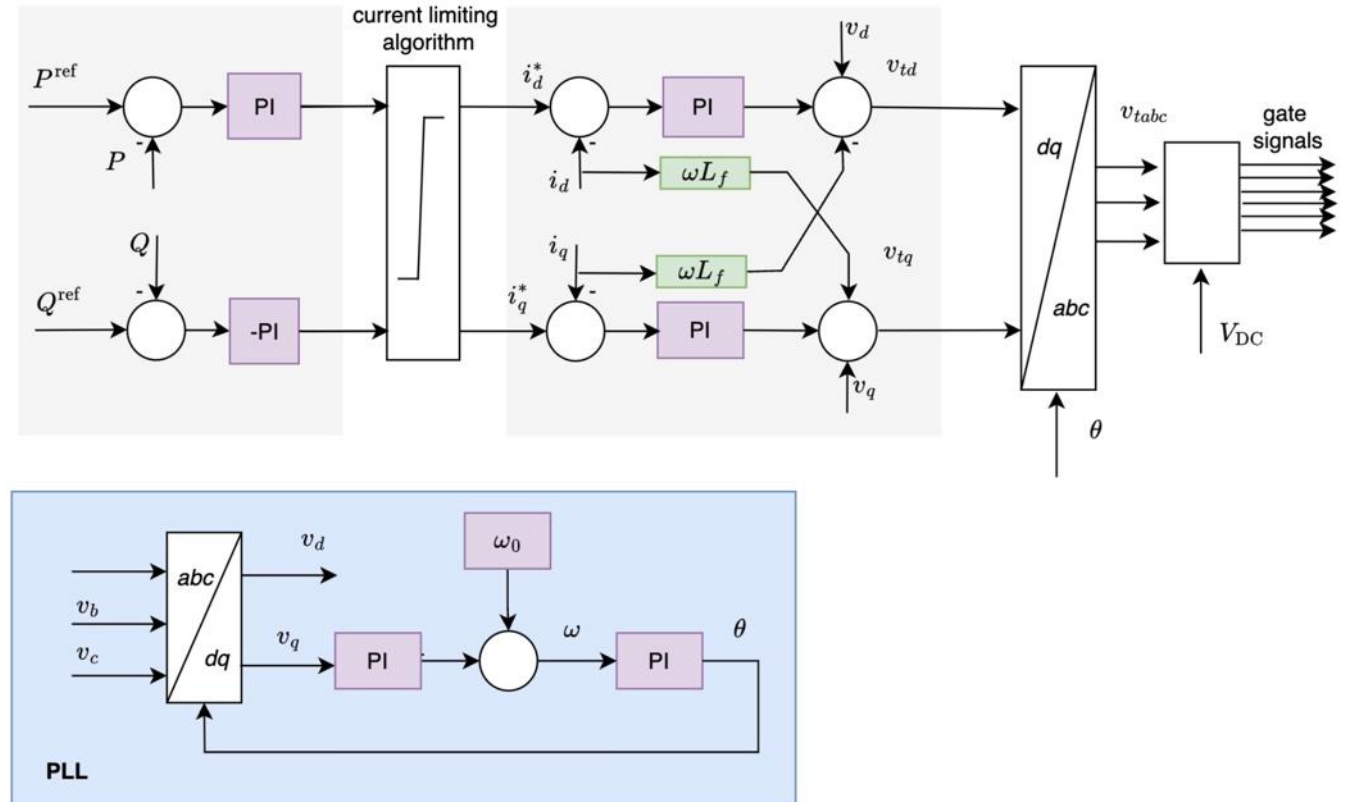 current limiting
algorithm
P^ref
P
-
PI
Q
-
Q^ref
-PI
i_d^*
-
i_d
PI
ωL_f
v_d
-
v_td
i_q
-
ωL_f
i_q^*
PI
v_tq
v_q
dq
abc
θ
v_tabc
gate
signals
V_DC
abc
dq
v_b
v_c
v_d
v_q
PI
ω_0
ω
PI
θ
PLL